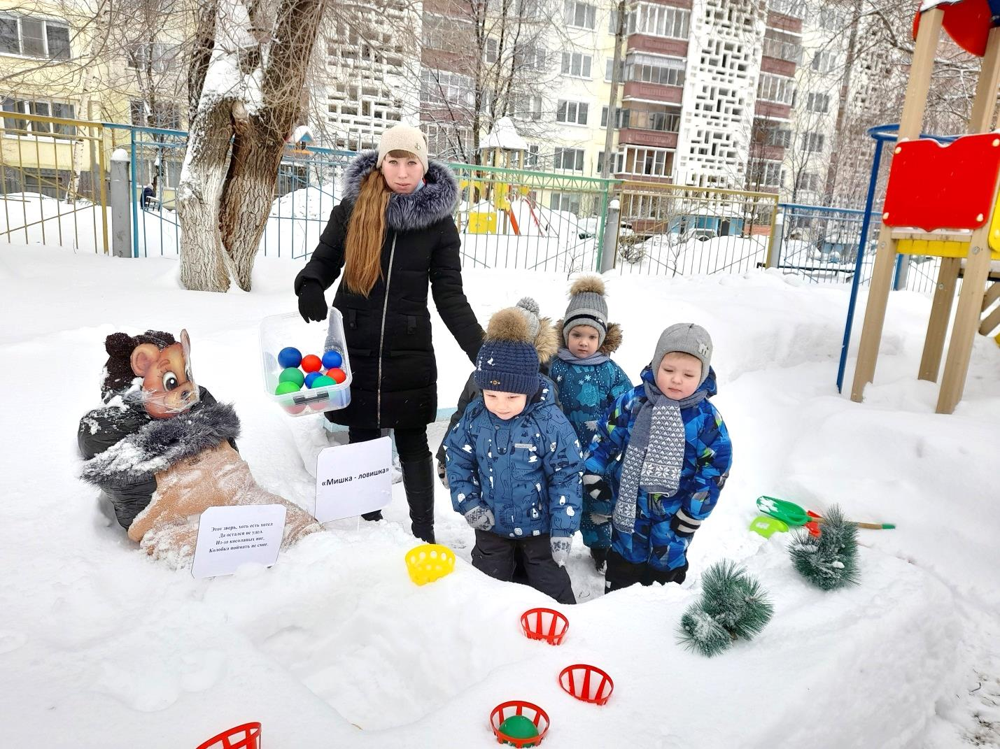 «Мишка - ловишка»
Этот зверь, хоть есть хотел
Да остался не удел.
Из-за косолапых ног,
Колобка поймать не смог.